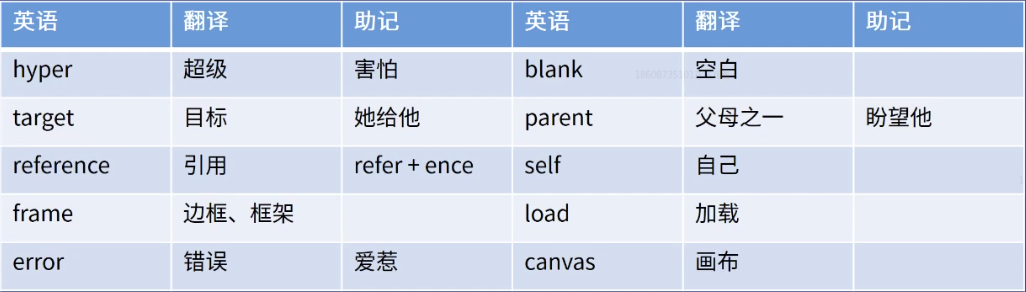 英语 翻译 助记 英语 翻译 助记
hyper 超级 害怕 blank 空白
target 目标 她给他 parent 父母之一 盼望他
reference 引用 refer + ence self 自己
frame 边框、框架 load 加载
error 错误 爱惹 canvas 画布